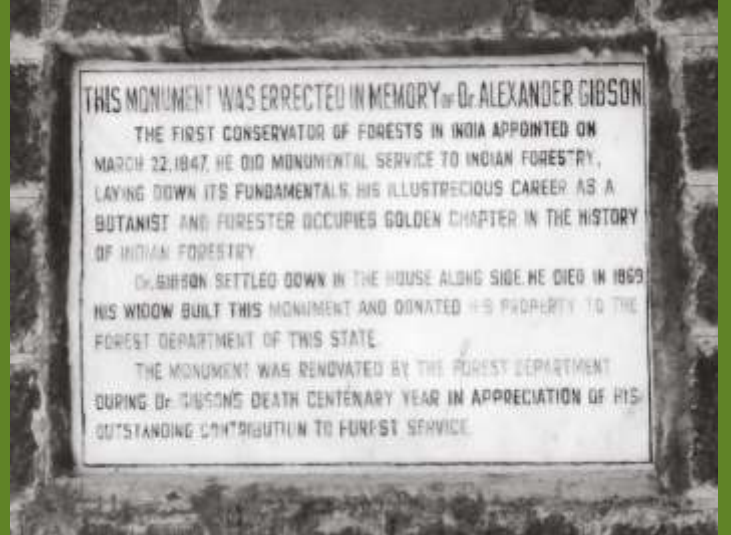 THIS MONUMENT WAS ERRECTED IN MEMORY OF Dr. ALEXANDER GIBSON
THE FIRST CONSERVATOR OF FORESTS IN INDIA APPOINTED ON
MARCH 22,1847. HE DID MONUMENTAL SERVICE TO INDIAN FORESTRY,
LAYING DOWN ITS FUNDAMENTALS. HIS ILLUSTRECIOUS CAREER AS A
BOTANIST AND FORESTER OCCUPIES GOLDEN CHAPTER IN THE HISTORY
OF INDIAN FORESTRY.
Dr. GIBSON SETTLED DOWN IN THE HOUSE ALONG SIDE. HE DIED IN 1869
HIS WIDOW BUILT THIS MONUMENT AND DONATED HIS PROPERTY TO THE
FOREST DEPARTMENT OF THIS STATE.
THE MONUMENT WAS RENOVATED BY THE FOREST DEPARTMENT
DURING Dr. GIBSON'S DEATH CENTENARY YEAR IN APPRECIATION OF HIS
OUTSTANDING CONTRIBUTION TO FOREST SERVICE.